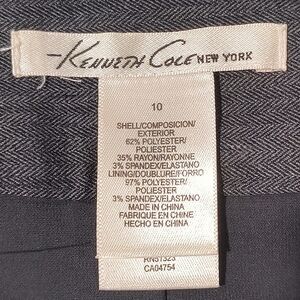 Kenneth Cole NEW YORK
10
SHELL/COMPOSICION/
EXTERIOR
62% POLYESTER/
POLIESTER
35% RAYON/RAYONNE
3% SPANDEX/ELASTANO
LINING/DOUBLURE/FORRO
97% POLYESTER/
POLIESTER
3% SPANDEX/ELASTANO
MADE IN CHINA
FABRIQUE EN CHINE
HECHO EN CHINA
RN57323
CA04754